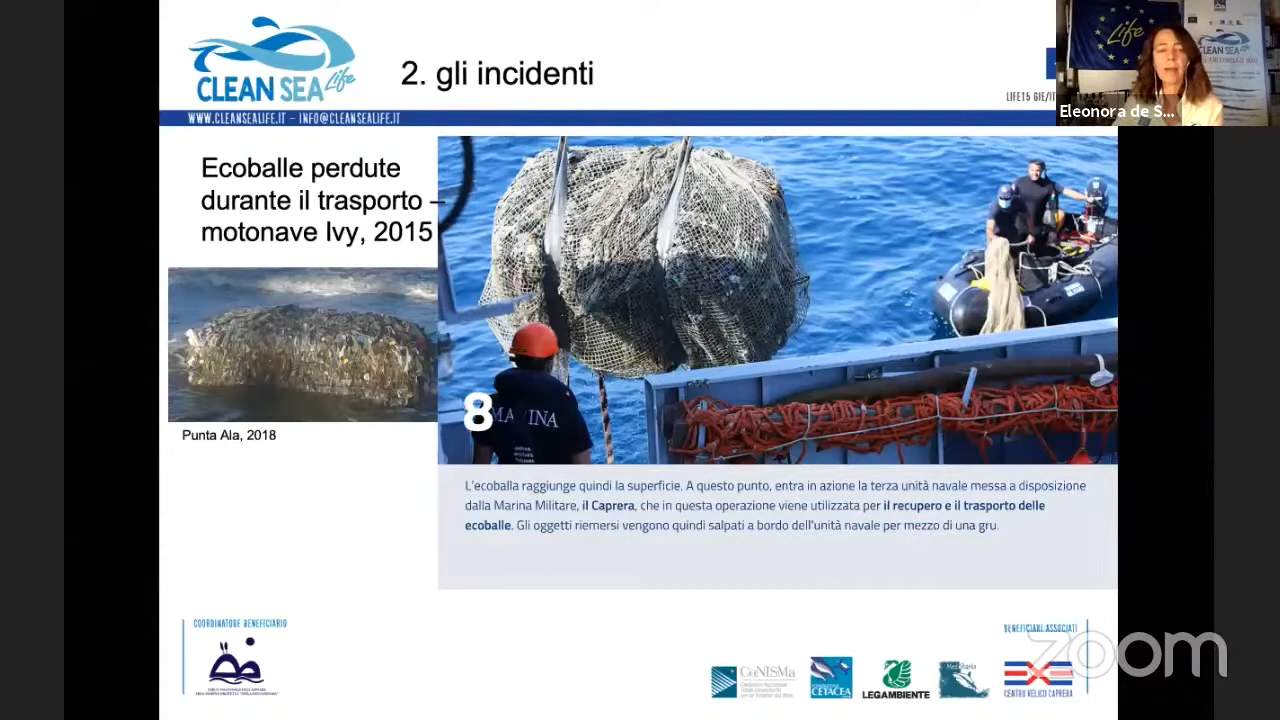 CLEAN SEA Life
2. gli incidenti
LIFE15 GIE/IT
WWW.CLEANSEALIFE.IT – INFO@CLEANSEALIFE.IT
Life
CLEAN SEA
Eleonora de S...
Ecoballe perdute
durante il trasporto –
motonave Ivy, 2015
Punta Ala, 2018
8
MARINA
L'ecoballa raggiunge quindi la superficie. A questo punto, entra in azione la terza unità navale messa a disposizione
dalla Marina Militare, il Caprera, che in questa operazione viene utilizzata per il recupero e il trasporto delle
ecoballe. Gli oggetti riemersi vengono quindi salpati a bordo dell'unità navale per mezzo di una gru.
COORDINATORE BENEFICIARIO
BENEFICIARI ASSOCIATI
CoNISMa
CETACEA
LEGAMBIENTE
CENTRO VELICO CAPRERA
zoom